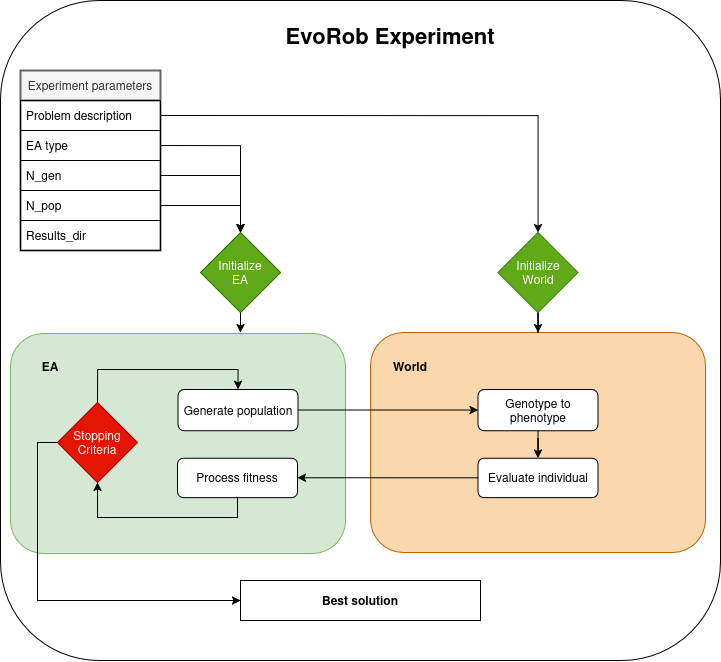 EvoRob Experiment
Experiment parameters
Problem description
EA type
N_gen
N_pop
Results_dir
Initialize
EA
Initialize
World
EA
World
Generate population
Genotype to
phenotype
Stopping
Criteria
Process fitness
Evaluate individual
Best solution